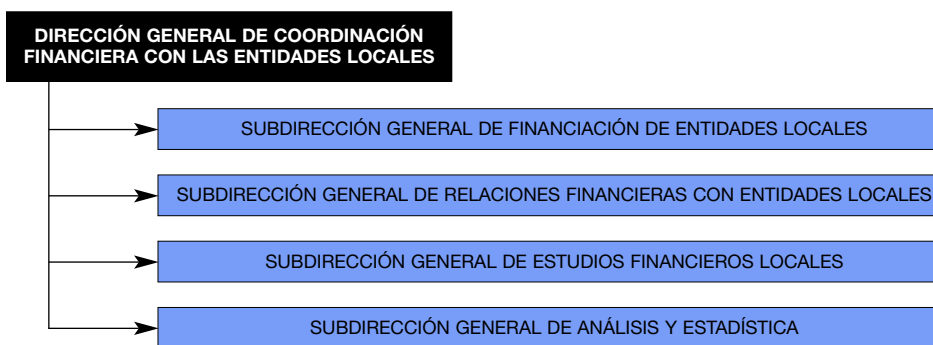 DIRECCIÓN GENERAL DE COORDINACIÓN
FINANCIERA CON LAS ENTIDADES LOCALES
SUBDIRECCIÓN GENERAL DE FINANCIACIÓN DE ENTIDADES LOCALES
SUBDIRECCIÓN GENERAL DE RELACIONES FINANCIERAS CON ENTIDADES LOCALES
SUBDIRECCIÓN GENERAL DE ESTUDIOS FINANCIEROS LOCALES
SUBDIRECCIÓN GENERAL DE ANÁLISIS Y ESTADÍSTICA